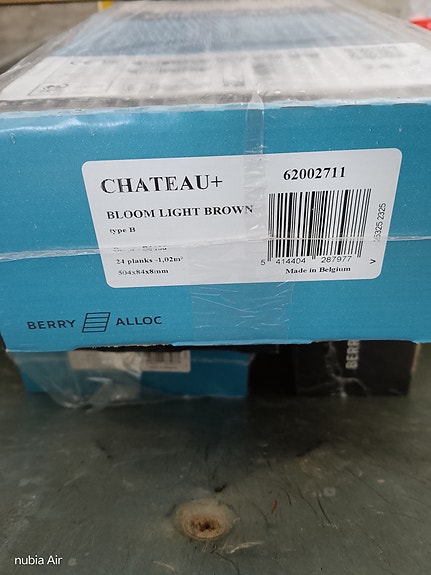 CHATEAU+
62002711
BLOOM LIGHT BROWN
type B
24 planks -1,02m²
504x84x8mm
5 414404 287977
Made in Belgium
V
BERRY ALLOC
BERR
nubia Air